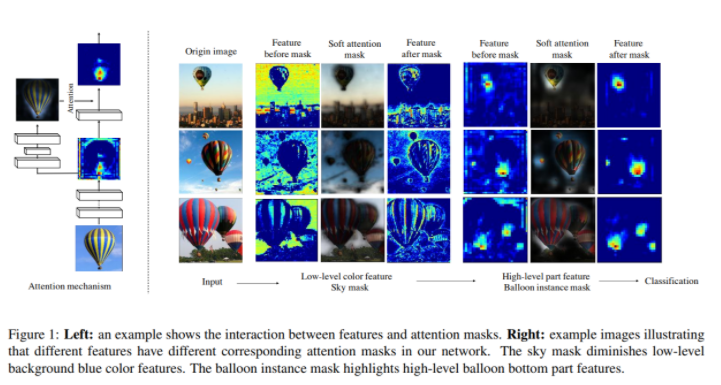 Origin image
Feature before mask
Soft attention mask
Feature after mask
Feature before mask
Soft attention mask
Feature after mask
Attention
Attention mechanism
Input
Low-level color feature
Sky mask
High-level part feature
Balloon instance mask
Classification
Figure 1: Left: an example shows the interaction between features and attention masks. Right: example images illustrating
that different features have different corresponding attention masks in our network. The sky mask diminishes low-level
background blue color features. The balloon instance mask highlights high-level balloon bottom part features.